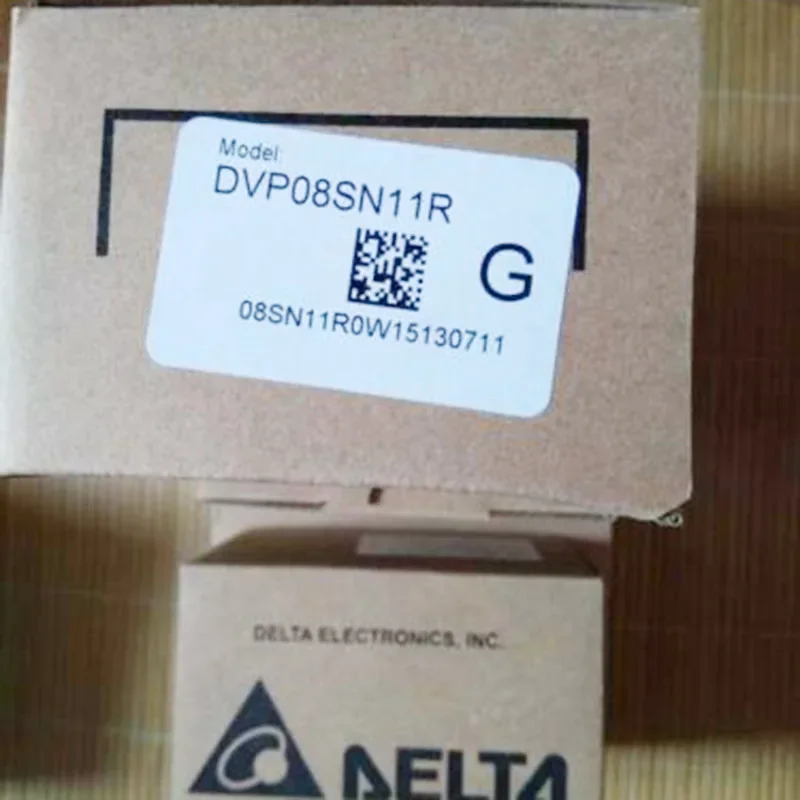 Model:
DVP08SN11R
G
08SN11R0W15130711
DELTA ELECTRONICS, INC.
DELTA